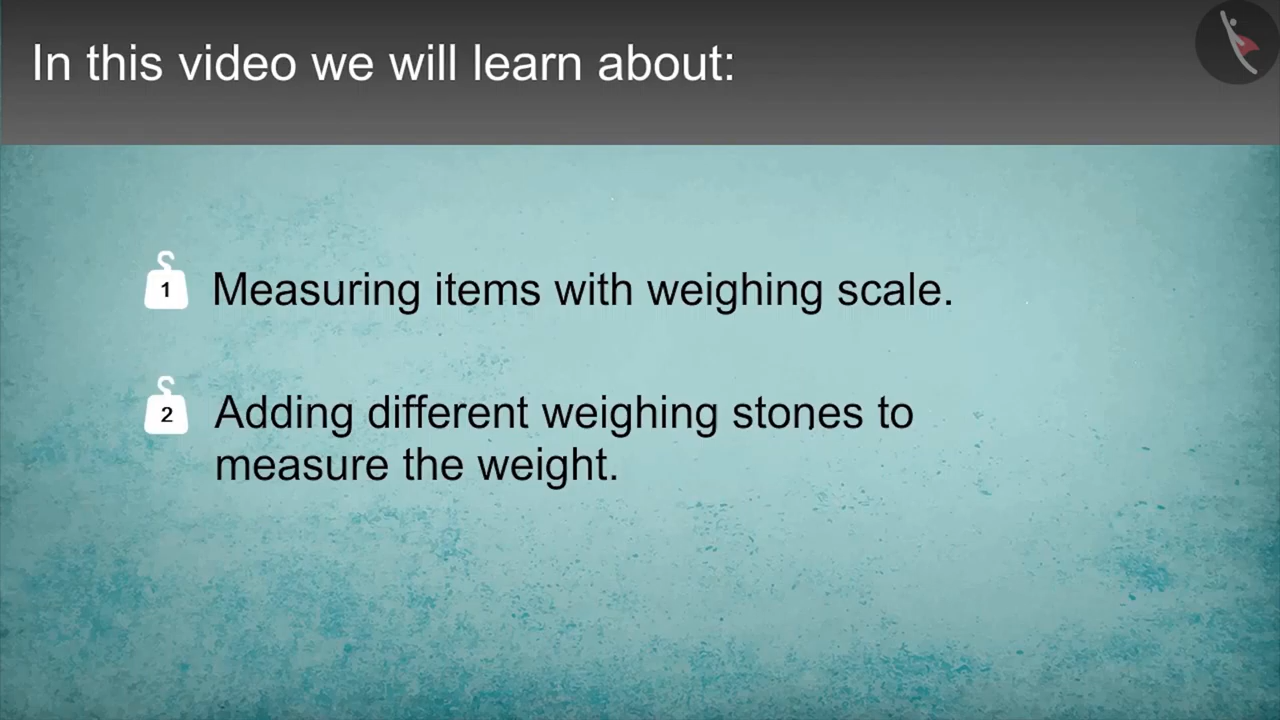 In this video we will learn about:
1 Measuring items with weighing scale.
2 Adding different weighing stones to
measure the weight.